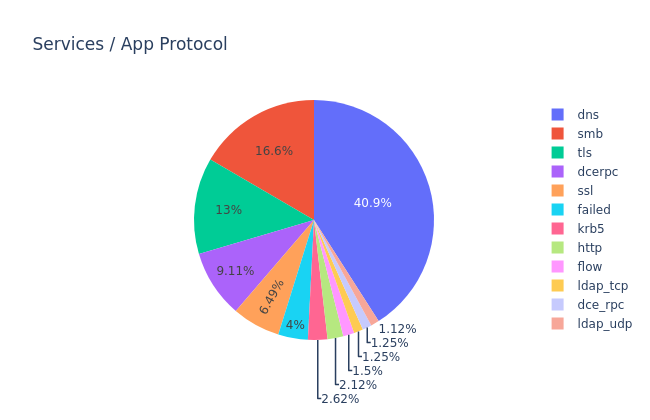 Services / App Protocol
40.9%
16.6%
13%
9.11%
6.49%
4%
2.62%
2.12%
1.5%
1.25%
1.25%
1.12%
dns
smb
tls
dcerpc
ssl
failed
krb5
http
flow
ldap_tcp
dce_rpc
ldap_udp